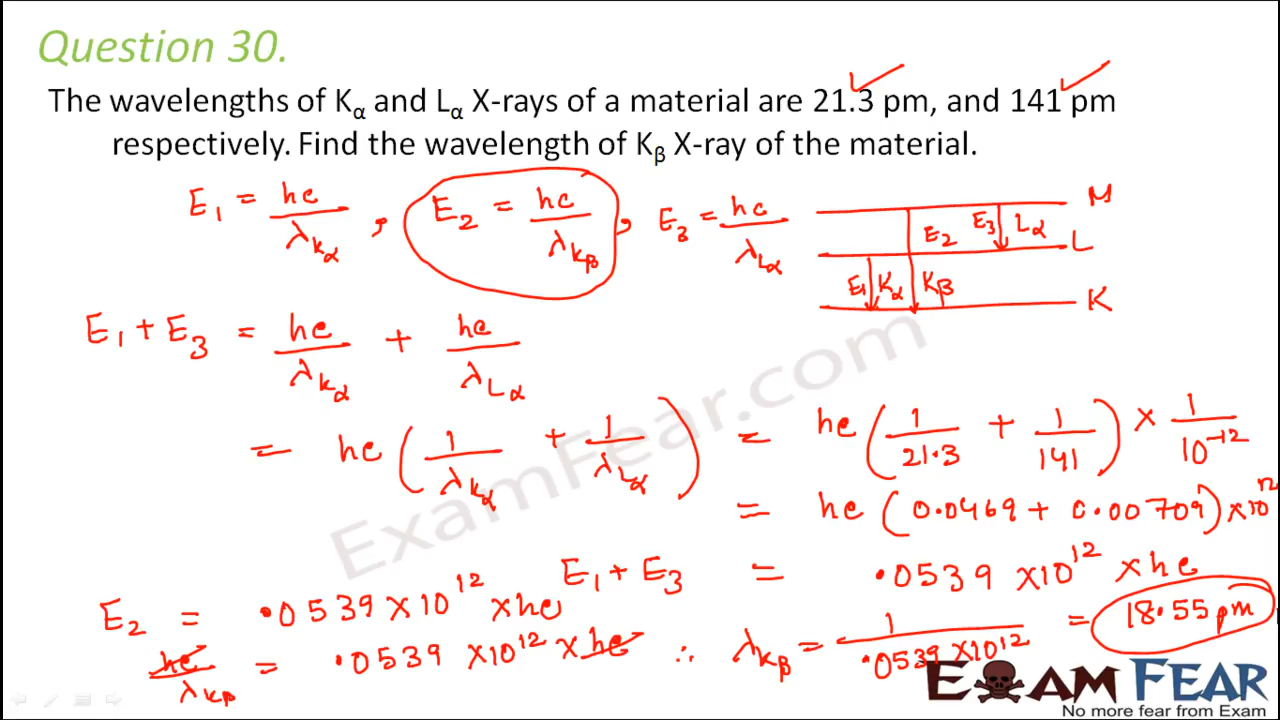 Question 30.
The wavelengths of Kα and Lα X-rays of a material are 21.3 pm, and 141 pm
respectively. Find the wavelength of Kβ X-ray of the material.
E1 = hc/λKα , E2 = hc/λKβ , E3 = hc/λLα
M
E2 E3 Lα
L
E1 Kα Kβ
K
E1 + E3 = hc/λKα + hc/λLα
= hc (1/λKα + 1/λLα) = hc (1/21.3 + 1/141) × 1/10^-12
= hc (0.0469 + 0.00709) × 10^12
E1 + E3 = .0539 × 10^12 × hc
E2 = .0539 × 10^12 × hc
hc/λKβ = .0539 × 10^12 × hc ∴ λKβ = 1/.0539 × 10^12 = 18.55 pm
ExamFear.com
EXAM FEAR
No more fear from Exam